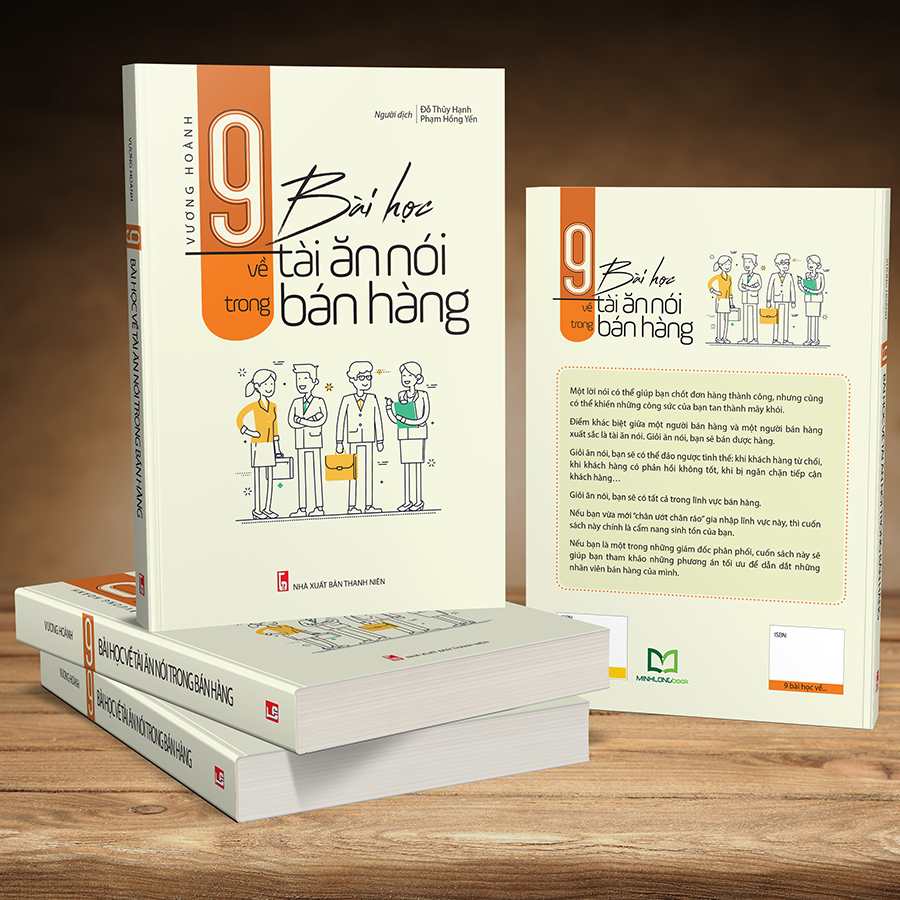 VƯƠNG HOÀNH
Người dịch
Đỗ Thùy Hạnh
Phạm Hồng Yến
9
Bài học
về tài ăn nói
trong bán hàng
NHÀ XUẤT BẢN THANH NIÊN
VƯƠNG HOÀNH
9
BÀI HỌC VỀ TÀI ĂN NÓI TRONG BÁN HÀNG
9
Bài học
về tài ăn nói
trong bán hàng
Một lời nói có thể giúp bạn chốt đơn hàng thành công, nhưng cũng
có thể khiến những công sức của bạn tan thành mây khói.
Điểm khác biệt giữa một người bán hàng và một người bán hàng
xuất sắc là tài ăn nói. Giỏi ăn nói, bạn sẽ bán được hàng.
Giỏi ăn nói, bạn sẽ có thể đảo ngược tình thế: khi khách hàng từ chối,
khi khách hàng có phản hồi không tốt, khi bị ngăn chặn tiếp cận
khách hàng...
Giỏi ăn nói, bạn sẽ có tất cả trong lĩnh vực bán hàng.
Nếu bạn vừa mới “chân ướt chân ráo” gia nhập lĩnh vực này, thì cuốn
sách này chính là cẩm nang sinh tồn của bạn.
Nếu bạn là một trong những giám đốc phân phối, cuốn sách này sẽ
giúp bạn tham khảo những phương án tối ưu để dẫn dắt những
nhân viên bán hàng của mình.
MINHLONGbook
ISBN:
9 bài học về...
VƯƠNG HOÀNH
9
BÀI HỌC VỀ TÀI ĂN NÓI TRONG BÁN HÀNG
NHÀ XUẤT BẢN THANH NIÊN
VƯƠNG HOÀNH
9
BÀI HỌC VỀ TÀI ĂN NÓI TRONG BÁN HÀNG